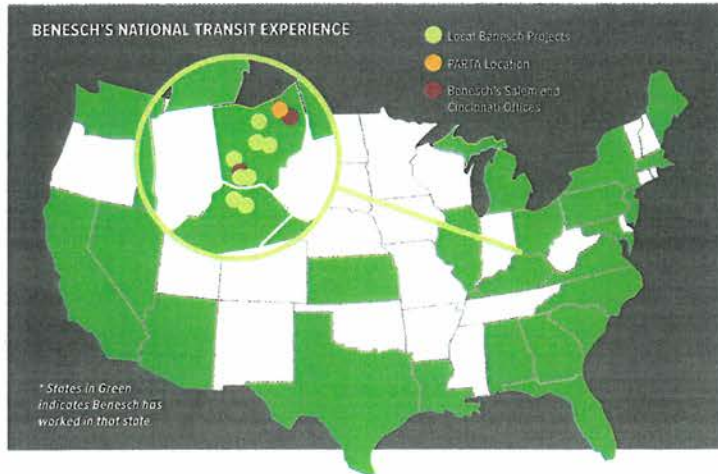 BENESCH'S NATIONAL TRANSIT EXPERIENCE
Local Benesch Projects
PARTA Location
Benesch's Salem and
Cincinnati Offices
* States in Green
indicates Benesch has
worked in that state.